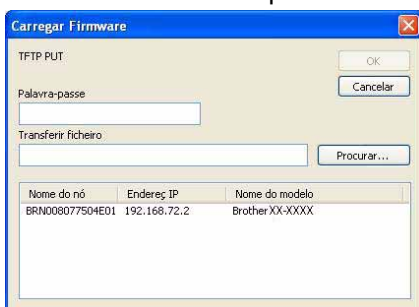 Carregar Firmware
TFTP PUT
OK
Palavra-passe
Cancelar
Transferir ficheiro
Procurar...
Nome do nó Endereç IP Nome do modelo
BRN008077504E01 192.168.72.2 Brother XX-XXXX